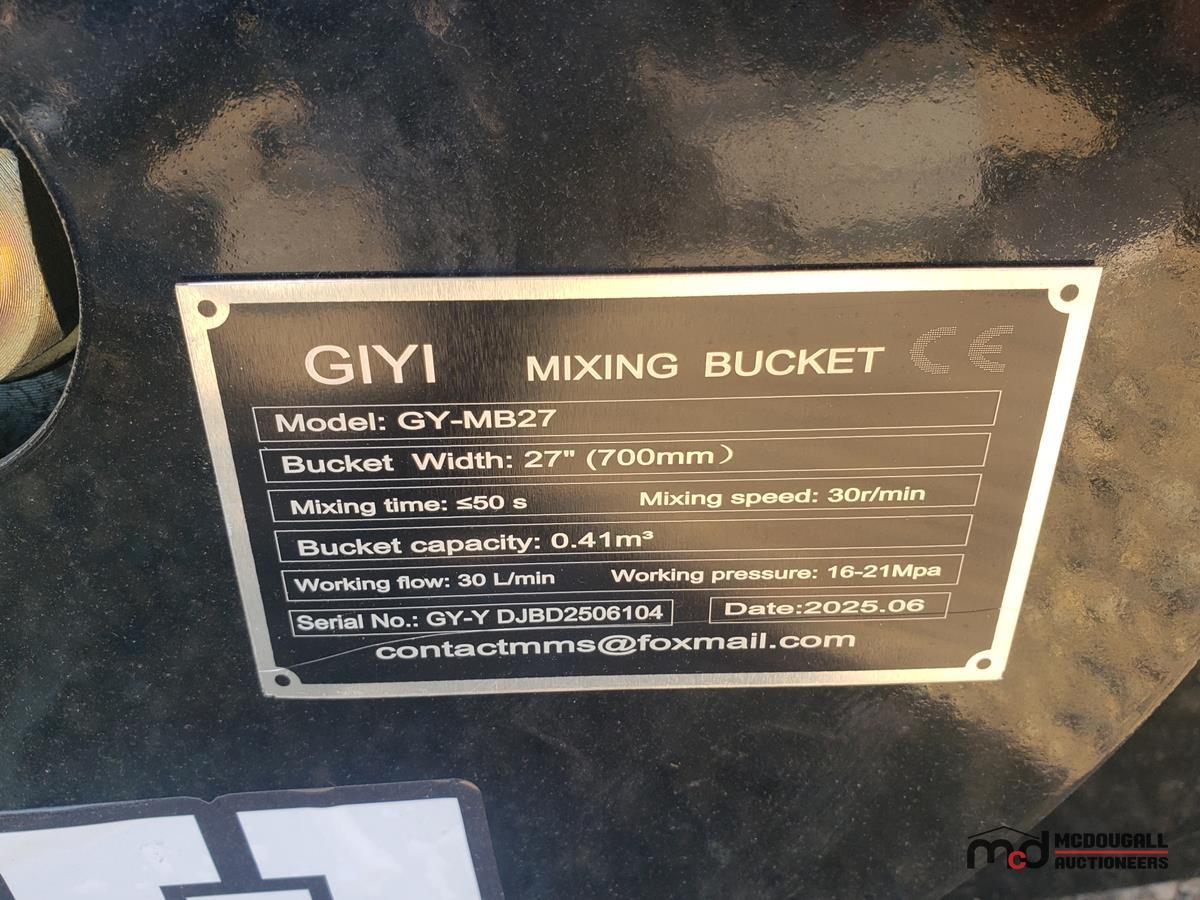 GIYI MIXING BUCKET CE
Model: GY-MB27
Bucket Width: 27" (700mm）
Mixing time: ≤50 s Mixing speed: 30r/min
Bucket capacity: 0.41m³
Working flow: 30 L/min Working pressure: 16-21Mpa
Serial No.: GY-Y DJBD2506104 Date:2025.06
contactmms@foxmail.com
mcd MCDOUGALL
AUCTIONEERS